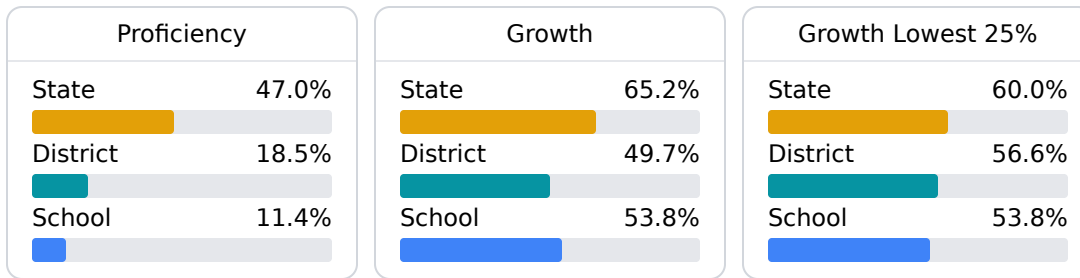 Proficiency
State 47.0%
District 18.5%
School 11.4%
Growth
State 65.2%
District 49.7%
School 53.8%
Growth Lowest 25%
State 60.0%
District 56.6%
School 53.8%